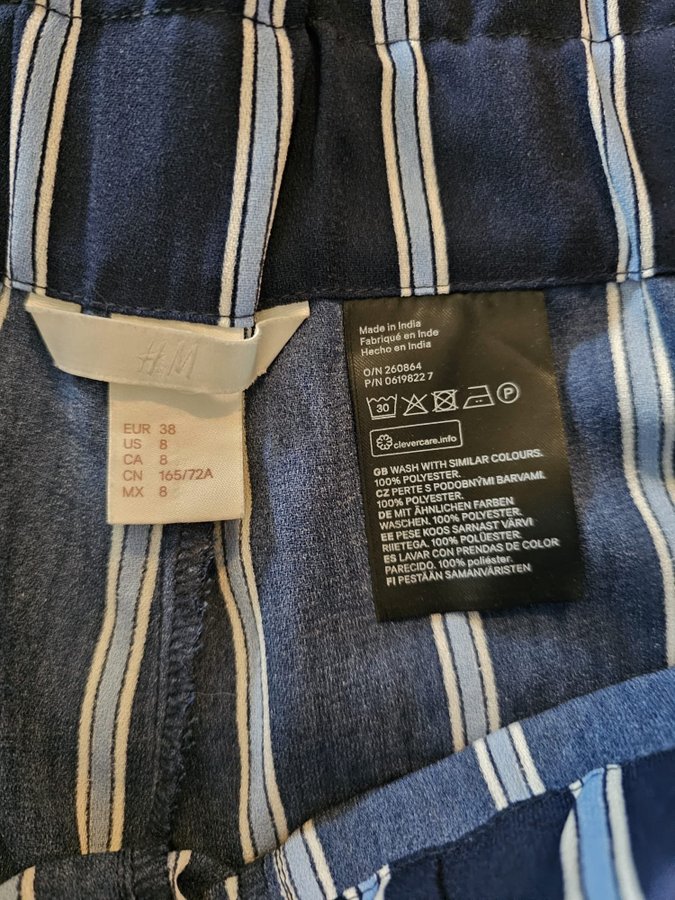 H&M
EUR 38
US 8
CA 8
CN 165/72A
MX 8
Made in India
Fabriqué en Inde
Hecho en India
O/N 260864
P/N 0619822 7
30
P
clevercare.info
GB WASH WITH SIMILAR COLOURS.
100% POLYESTER.
CZ PERTE S PODOBNÝMI BARVAMI.
100% POLYESTER.
DE MIT ÄHNLICHEN FARBEN
WASCHEN. 100% POLYESTER.
EE PESE KOOS SARNAST VÄRVI
RIIETEGA. 100% POLÜESTER.
ES LAVAR CON PRENDAS DE COLOR
PARECIDO. 100% poliéster.
FI PESTÄÄN SAMANVÄRISTEN